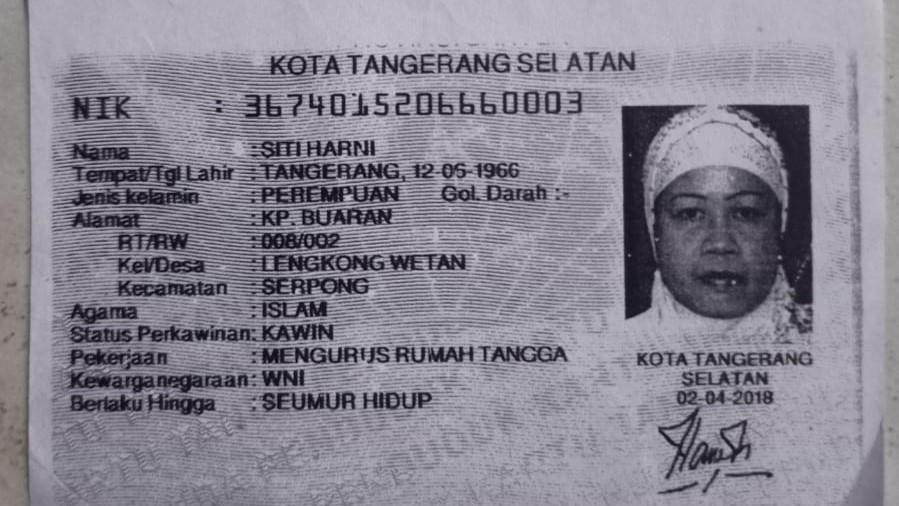 KOTA TANGERANG SELATAN
NIK : 3674015206660003
Nama : SITI HARNI
Tempat/Tgl Lahir : TANGERANG, 12-06-1966
Jenis kelamin : PEREMPUAN Gol. Darah :-
Alamat : KP. BUARAN
RT/RW : 008/002
Kel/Desa : LENGKONG WETAN
Kecamatan : SERPONG
Agama : ISLAM
Status Perkawinan: KAWIN
Pekerjaan : MENGURUS RUMAH TANGGA
Kewarganegaraan: WNI
Berlaku Hingga : SEUMUR HIDUP
KOTA TANGERANG
SELATAN
02-04-2018